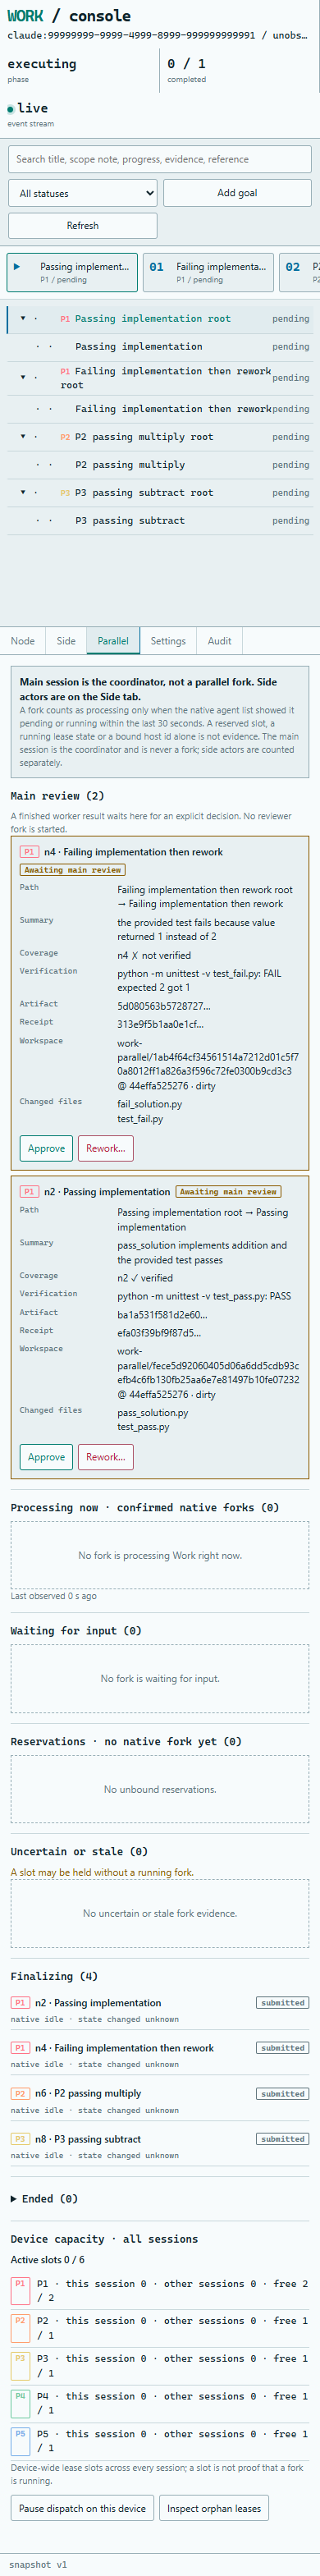 WORK / console
claude:99999999-9999-4999-8999-999999999991 / unobs…
executing
phase
0 / 1
completed
live
event stream
Search title, scope note, progress, evidence, reference
All statuses
Add goal
Refresh
Passing implement...
P1 / pending
01 Failing implementa...
P1 / pending
02
P1 Passing implementation root pending
Passing implementation pending
P1 Failing implementation then rework root pending
Failing implementation then rework pending
P2 P2 passing multiply root pending
P2 passing multiply pending
P3 P3 passing subtract root pending
P3 passing subtract pending
Node
Side
Parallel
Settings
Audit
Main session is the coordinator, not a parallel fork. Side
actors are on the Side tab.
A fork counts as processing only when the native agent list showed it
pending or running within the last 30 seconds. A reserved slot, a
running lease state or a bound host id alone is not evidence. The main
session is the coordinator and is never a fork; side actors are counted
separately.
Main review (2)
A finished worker result waits here for an explicit decision. No reviewer
fork is started.
P1 n4 · Failing implementation then rework
Awaiting main review
Path Failing implementation then rework root
→ Failing implementation then rework
Summary the provided test fails because value
returned 1 instead of 2
Coverage n4 ✗ not verified
Verification python -m unittest -v test_fail.py: FAIL
expected 2 got 1
Artifact 5d080563b5728727…
Receipt 313e9f5b1aa0e1cf…
Workspace work-
parallel/1ab4f64cf34561514a7212d01c5f7
0a8012ff1a826a3f596c72fe0300b9cd3c3
@ 44effa525276 · dirty
Changed files fail_solution.py
test_fail.py
Approve
Rework…
P1 n2 · Passing implementation Awaiting main review
Path Passing implementation root → Passing
implementation
Summary pass_solution implements addition and
the provided test passes
Coverage n2 ✓ verified
Verification python -m unittest -v test_pass.py: PASS
Artifact ba1a531f581d2e60…
Receipt efa03f39bf9f87d5…
Workspace work-
parallel/fece5d92060405d06a6dd5cdb93c
efb4c6fb130fb25aa6e7e81497b10fe07232
@ 44effa525276 · dirty
Changed files pass_solution.py
test_pass.py
Approve
Rework…
Processing now · confirmed native forks (0)
No fork is processing Work right now.
Last observed 0 s ago
Waiting for input (0)
No fork is waiting for input.
Reservations · no native fork yet (0)
No unbound reservations.
Uncertain or stale (0)
A slot may be held without a running fork.
No uncertain or stale fork evidence.
Finalizing (4)
P1 n2 · Passing implementation submitted
native idle · state changed unknown
P1 n4 · Failing implementation then rework submitted
native idle · state changed unknown
P2 n6 · P2 passing multiply submitted
native idle · state changed unknown
P3 n8 · P3 passing subtract submitted
native idle · state changed unknown
Ended (0)
Device capacity · all sessions
Active slots 0 / 6
P1 P1 · this session 0 · other sessions 0 · free 2
/ 2
P2 P2 · this session 0 · other sessions 0 · free 1
/ 1
P3 P3 · this session 0 · other sessions 0 · free 1
/ 1
P4 P4 · this session 0 · other sessions 0 · free 1
/ 1
P5 P5 · this session 0 · other sessions 0 · free 1
/ 1
Device-wide lease slots across every session; a slot is not proof that a fork
is running.
Pause dispatch on this device
Inspect orphan leases
snapshot v1